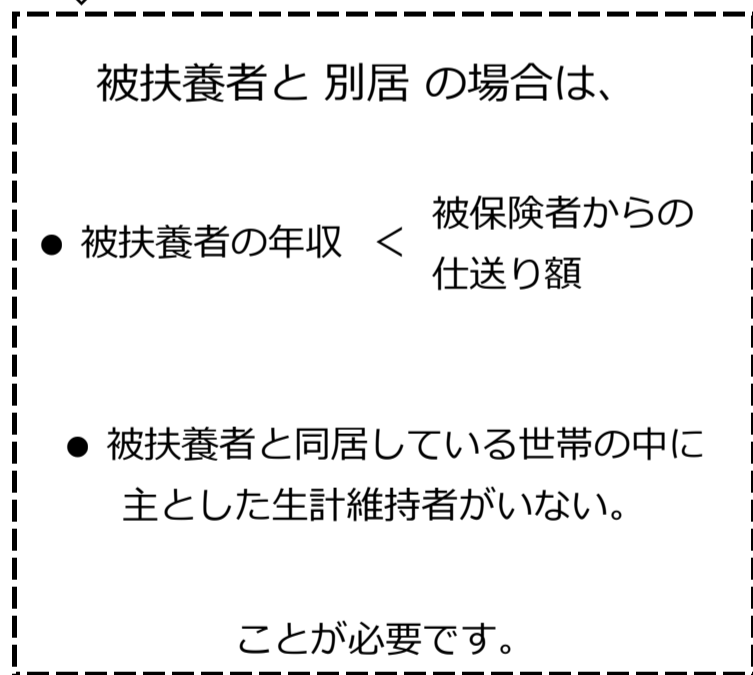 被扶養者と 別居 の場合は、
● 被扶養者の年収 ＜ 被保険者からの
仕送り額
● 被扶養者と同居している世帯の中に
主とした生計維持者がいない。
ことが必要です。